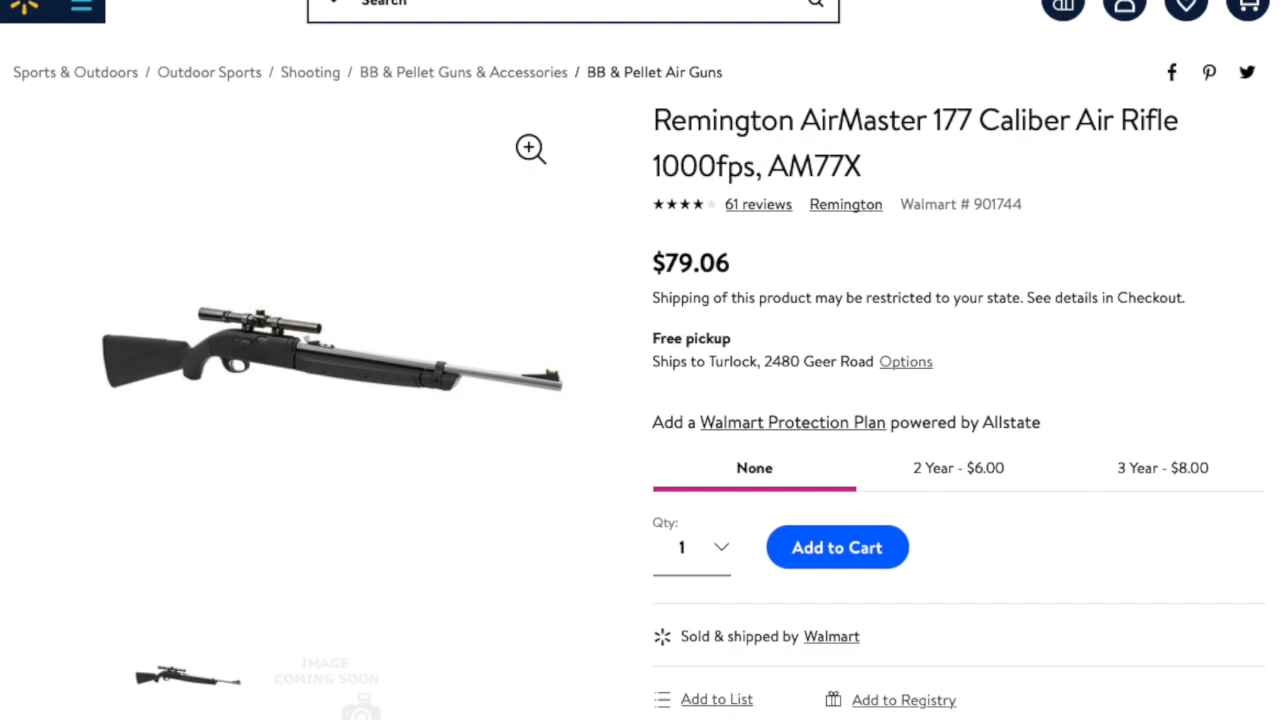 Search
Sports & Outdoors / Outdoor Sports / Shooting / BB & Pellet Guns & Accessories / BB & Pellet Air Guns
Remington AirMaster 177 Caliber Air Rifle
1000fps, AM77X
61 reviews Remington Walmart # 901744
$79.06
Shipping of this product may be restricted to your state. See details in Checkout.
Free pickup
Ships to Turlock, 2480 Geer Road Options
Add a Walmart Protection Plan powered by Allstate
None 2 Year - $6.00 3 Year - $8.00
Qty:
1 Add to Cart
Sold & shipped by Walmart
IMAGE
COMING SOON
Add to List Add to Registry